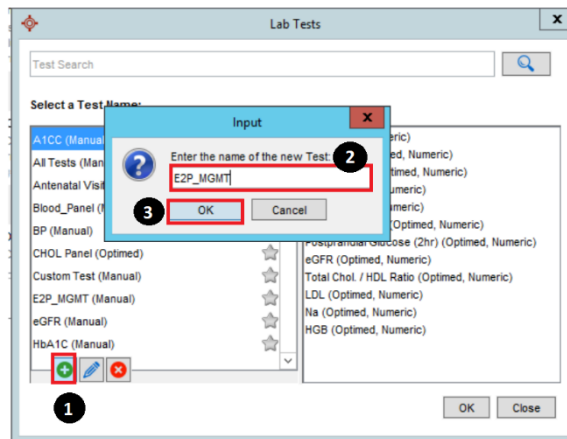 Lab Tests
x
Test Search
Select a Test Name:
Input
x
Enter the name of the new Test:
2
E2P_MGMT
3
OK
Cancel
A1CC (Manual
All Tests (Man
Antenatal Visi
Blood_Panel (
BP (Manual)
CHOL Panel (Optimed)
Custom Test (Manual)
E2P_MGMT (Manual)
eGFR (Manual)
HbA1C (Manual)
eric)
ed, Numeric)
umeric)
umeric)
(Optimed, Numeric)
Postprandial Glucose (2hr) (Optimed, Numeric)
eGFR (Optimed, Numeric)
Total Chol. / HDL Ratio (Optimed, Numeric)
LDL (Optimed, Numeric)
Na (Optimed, Numeric)
HGB (Optimed, Numeric)
1
OK
Close